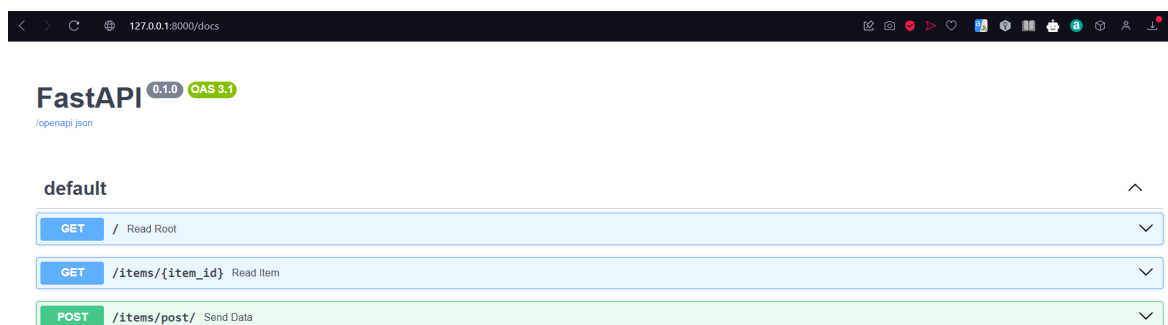 127.0.0.1:8000/docs
FastAPI 0.1.0 OAS 3.1
/openapi.json
default
GET / Read Root
GET /items/{item_id} Read Item
POST /items/post/ Send Data